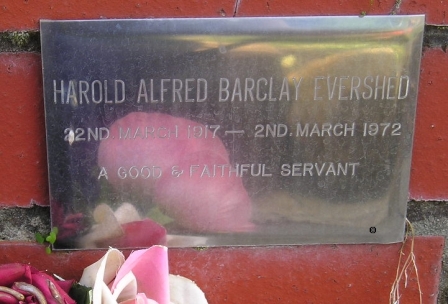 HAROLD ALFRED BARCLAY EVERSHED
22ND MARCH 1917 — 2ND MARCH 1972
A GOOD & FAITHFUL SERVANT